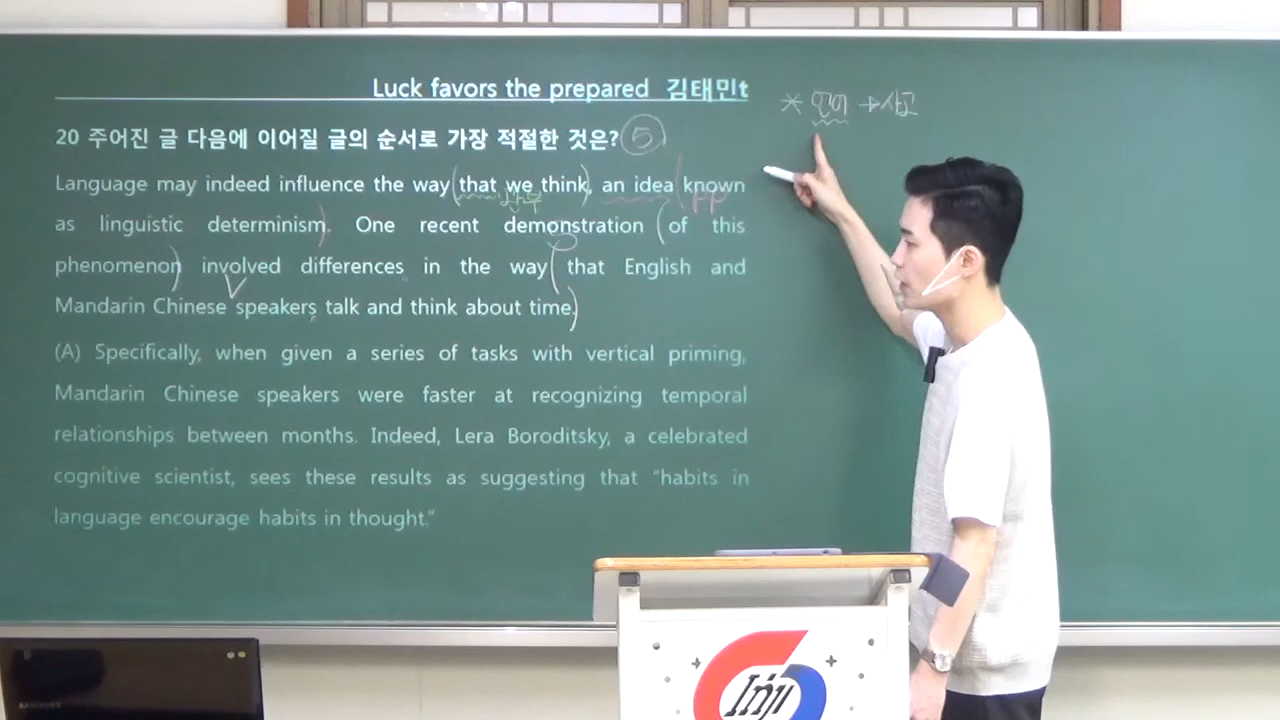 Luck favors the prepared 김태민t
* 언어 → 사고
20 주어진 글 다음에 이어질 글의 순서로 가장 적절한 것은? ⑤
Language may indeed influence the way (that we think), an idea (known
완루
PP
as linguistic determinism). One recent demonstration (of this
phenomenon) involved differences in the way (that English and
V
Mandarin Chinese speakers talk and think about time.)
(A) Specifically, when given a series of tasks with vertical priming,
Mandarin Chinese speakers were faster at recognizing temporal
relationships between months. Indeed, Lera Boroditsky, a celebrated
cognitive scientist, sees these results as suggesting that “habits in
language encourage habits in thought.”
Inji
SAMSUNG